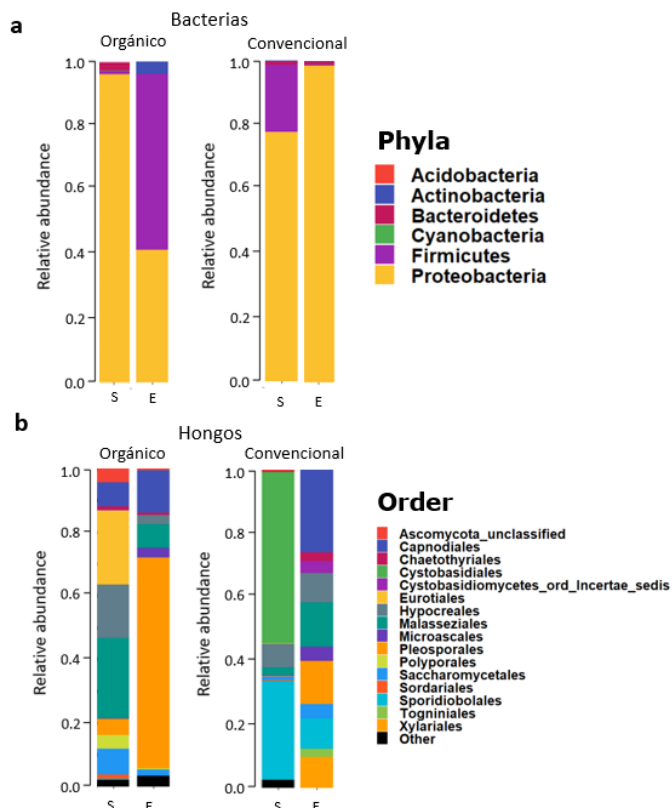 a
Bacterias
Orgánico
Convencional
Relative abundance
1.0
0.8
0.6
0.4
0.2
0.0
S
E
Relative abundance
1.0
0.8
0.6
0.4
0.2
0.0
S
E
Phyla
Acidobacteria
Actinobacteria
Bacteroidetes
Cyanobacteria
Firmicutes
Proteobacteria
b
Hongos
Orgánico
Convencional
Relative abundance
1.0
0.8
0.6
0.4
0.2
0.0
S
E
Relative abundance
1.0
0.8
0.6
0.4
0.2
0.0
S
E
Order
Ascomycota_unclassified
Capnodiales
Chaetothyriales
Cystobasidiales
Cystobasidiomycetes_ord_Incertae_sedis
Eurotiales
Hypocreales
Malasseziales
Microascales
Pleosporales
Polyporales
Saccharomycetales
Sordariales
Sporidiobolales
Togniniales
Xylariales
Other